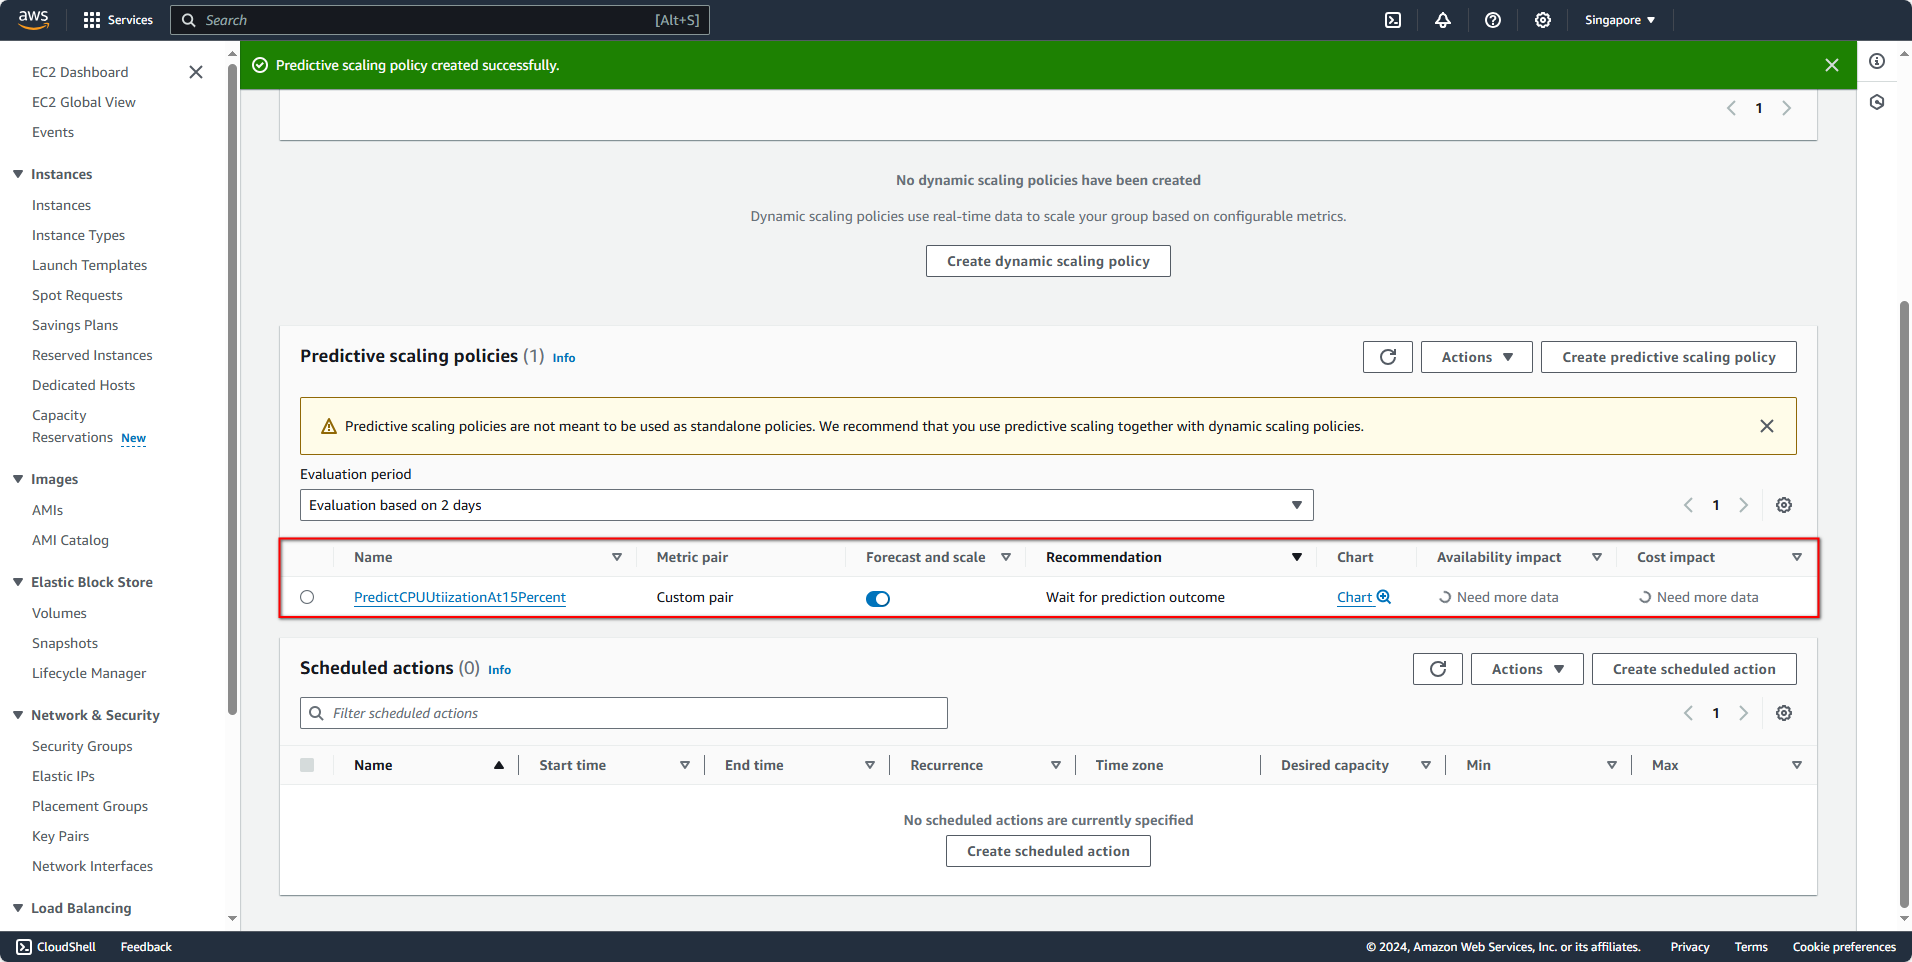 aws
Services
Search
[Alt+S]
Singapore
EC2 Dashboard
EC2 Global View
Events
Instances
Instances
Instance Types
Launch Templates
Spot Requests
Savings Plans
Reserved Instances
Dedicated Hosts
Capacity
Reservations New
Images
AMIs
AMI Catalog
Elastic Block Store
Volumes
Snapshots
Lifecycle Manager
Network & Security
Security Groups
Elastic IPs
Placement Groups
Key Pairs
Network Interfaces
Load Balancing
Predictive scaling policy created successfully.
1
No dynamic scaling policies have been created
Dynamic scaling policies use real-time data to scale your group based on configurable metrics.
Create dynamic scaling policy
Predictive scaling policies (1) Info
Actions
Create predictive scaling policy
Predictive scaling policies are not meant to be used as standalone policies. We recommend that you use predictive scaling together with dynamic scaling policies.
Evaluation period
Evaluation based on 2 days
1
Name Metric pair Forecast and scale Recommendation Chart Availability impact Cost impact
PredictCPUUtiizationAt15Percent Custom pair Wait for prediction outcome Chart Need more data Need more data
Scheduled actions (0) Info
Actions
Create scheduled action
Filter scheduled actions
1
Name Start time End time Recurrence Time zone Desired capacity Min Max
No scheduled actions are currently specified
Create scheduled action
CloudShell Feedback
© 2024, Amazon Web Services, Inc. or its affiliates. Privacy Terms Cookie preferences